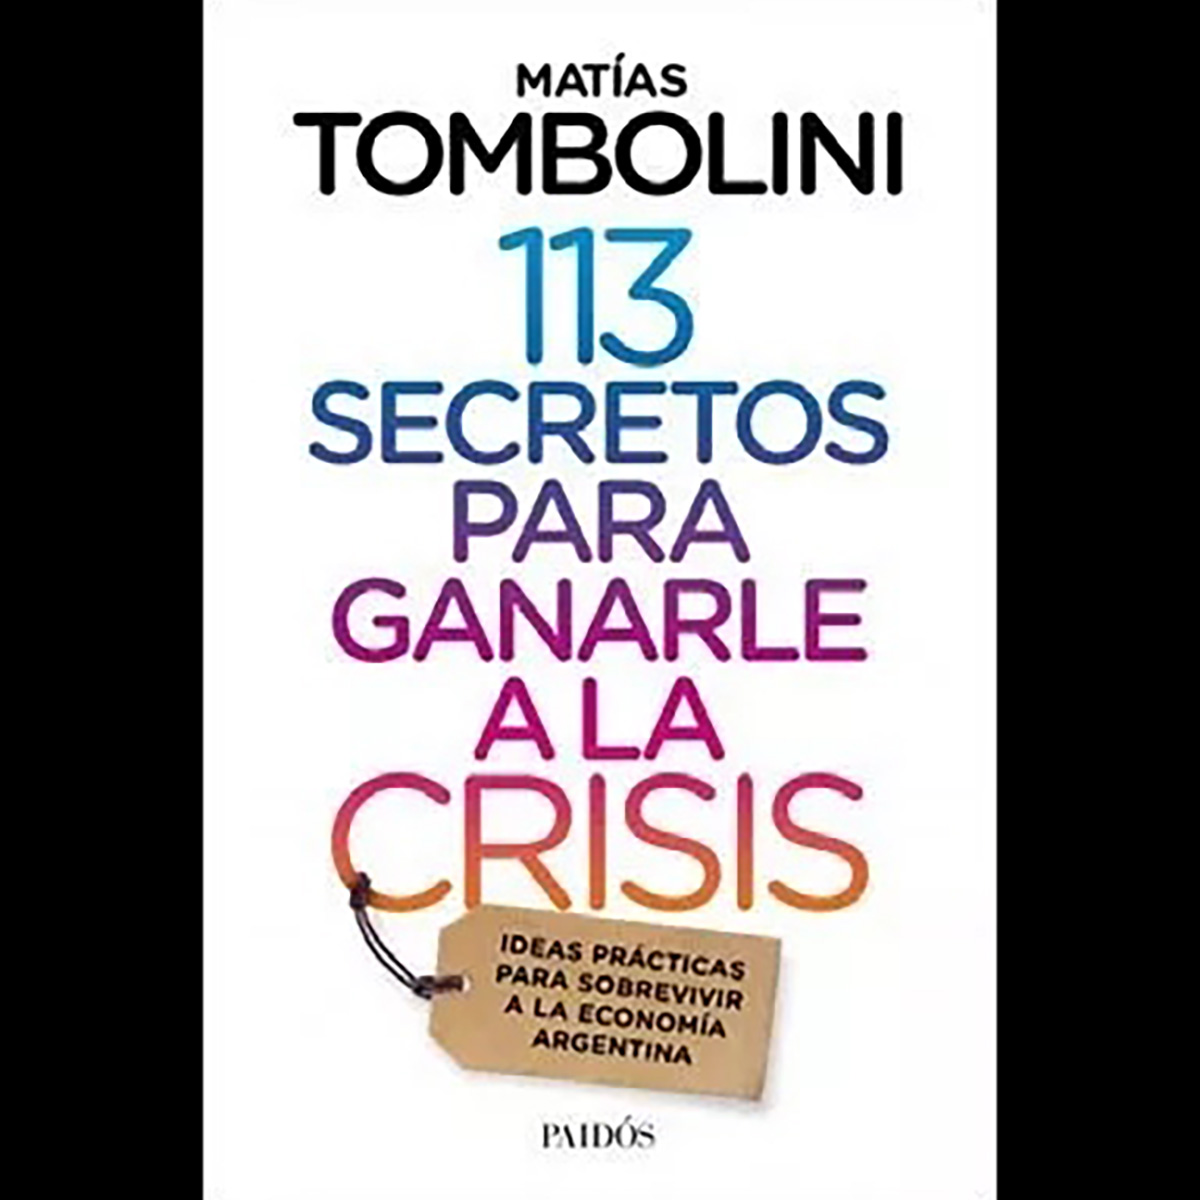 MATÍAS
TOMBOLINI
113
SECRETOS
PARA
GANARLE
A LA
CRISIS
IDEAS PRÁCTICAS
PARA SOBREVIVIR
A LA ECONOMÍA
ARGENTINA
PAIDÓS